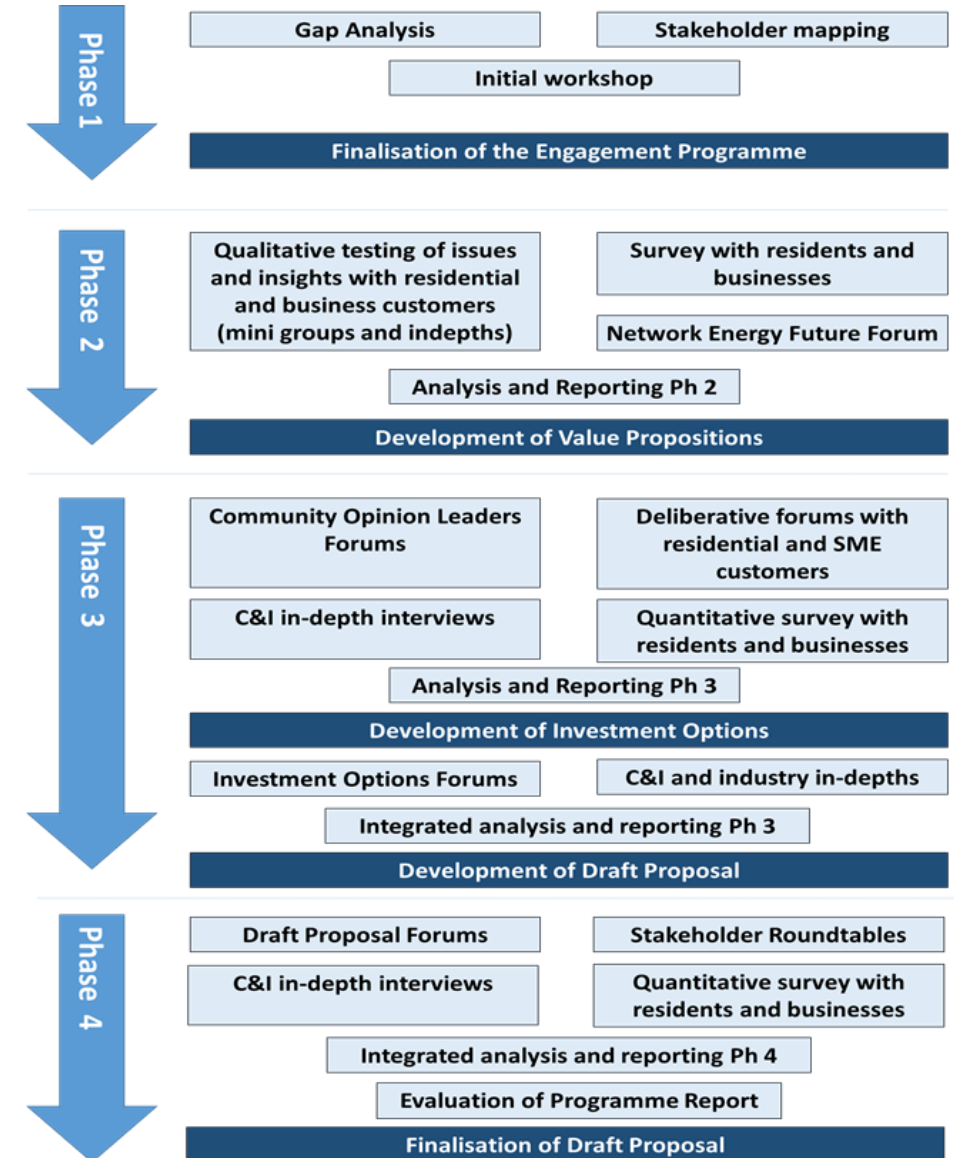 Phase 1
Gap Analysis
Stakeholder mapping
Initial workshop
Finalisation of the Engagement Programme
Phase 2
Qualitative testing of issues
and insights with residential
and business customers
(mini groups and indepths)
Survey with residents and
businesses
Network Energy Future Forum
Analysis and Reporting Ph 2
Development of Value Propositions
Phase 3
Community Opinion Leaders
Forums
Deliberative forums with
residential and SME
customers
C&I in-depth interviews
Quantitative survey with
residents and businesses
Analysis and Reporting Ph 3
Development of Investment Options
Investment Options Forums
C&I and industry in-depths
Integrated analysis and reporting Ph 3
Development of Draft Proposal
Phase 4
Draft Proposal Forums
Stakeholder Roundtables
C&I in-depth interviews
Quantitative survey with
residents and businesses
Integrated analysis and reporting Ph 4
Evaluation of Programme Report
Finalisation of Draft Proposal